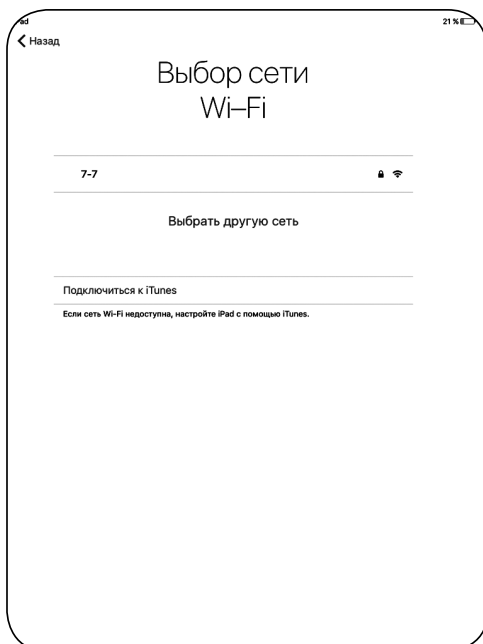 ad
21 %
Назад
Выбор сети
Wi–Fi
7-7
Выбрать другую сеть
Подключиться к iTunes
Если сеть Wi-Fi недоступна, настройте iPad с помощью iTunes.